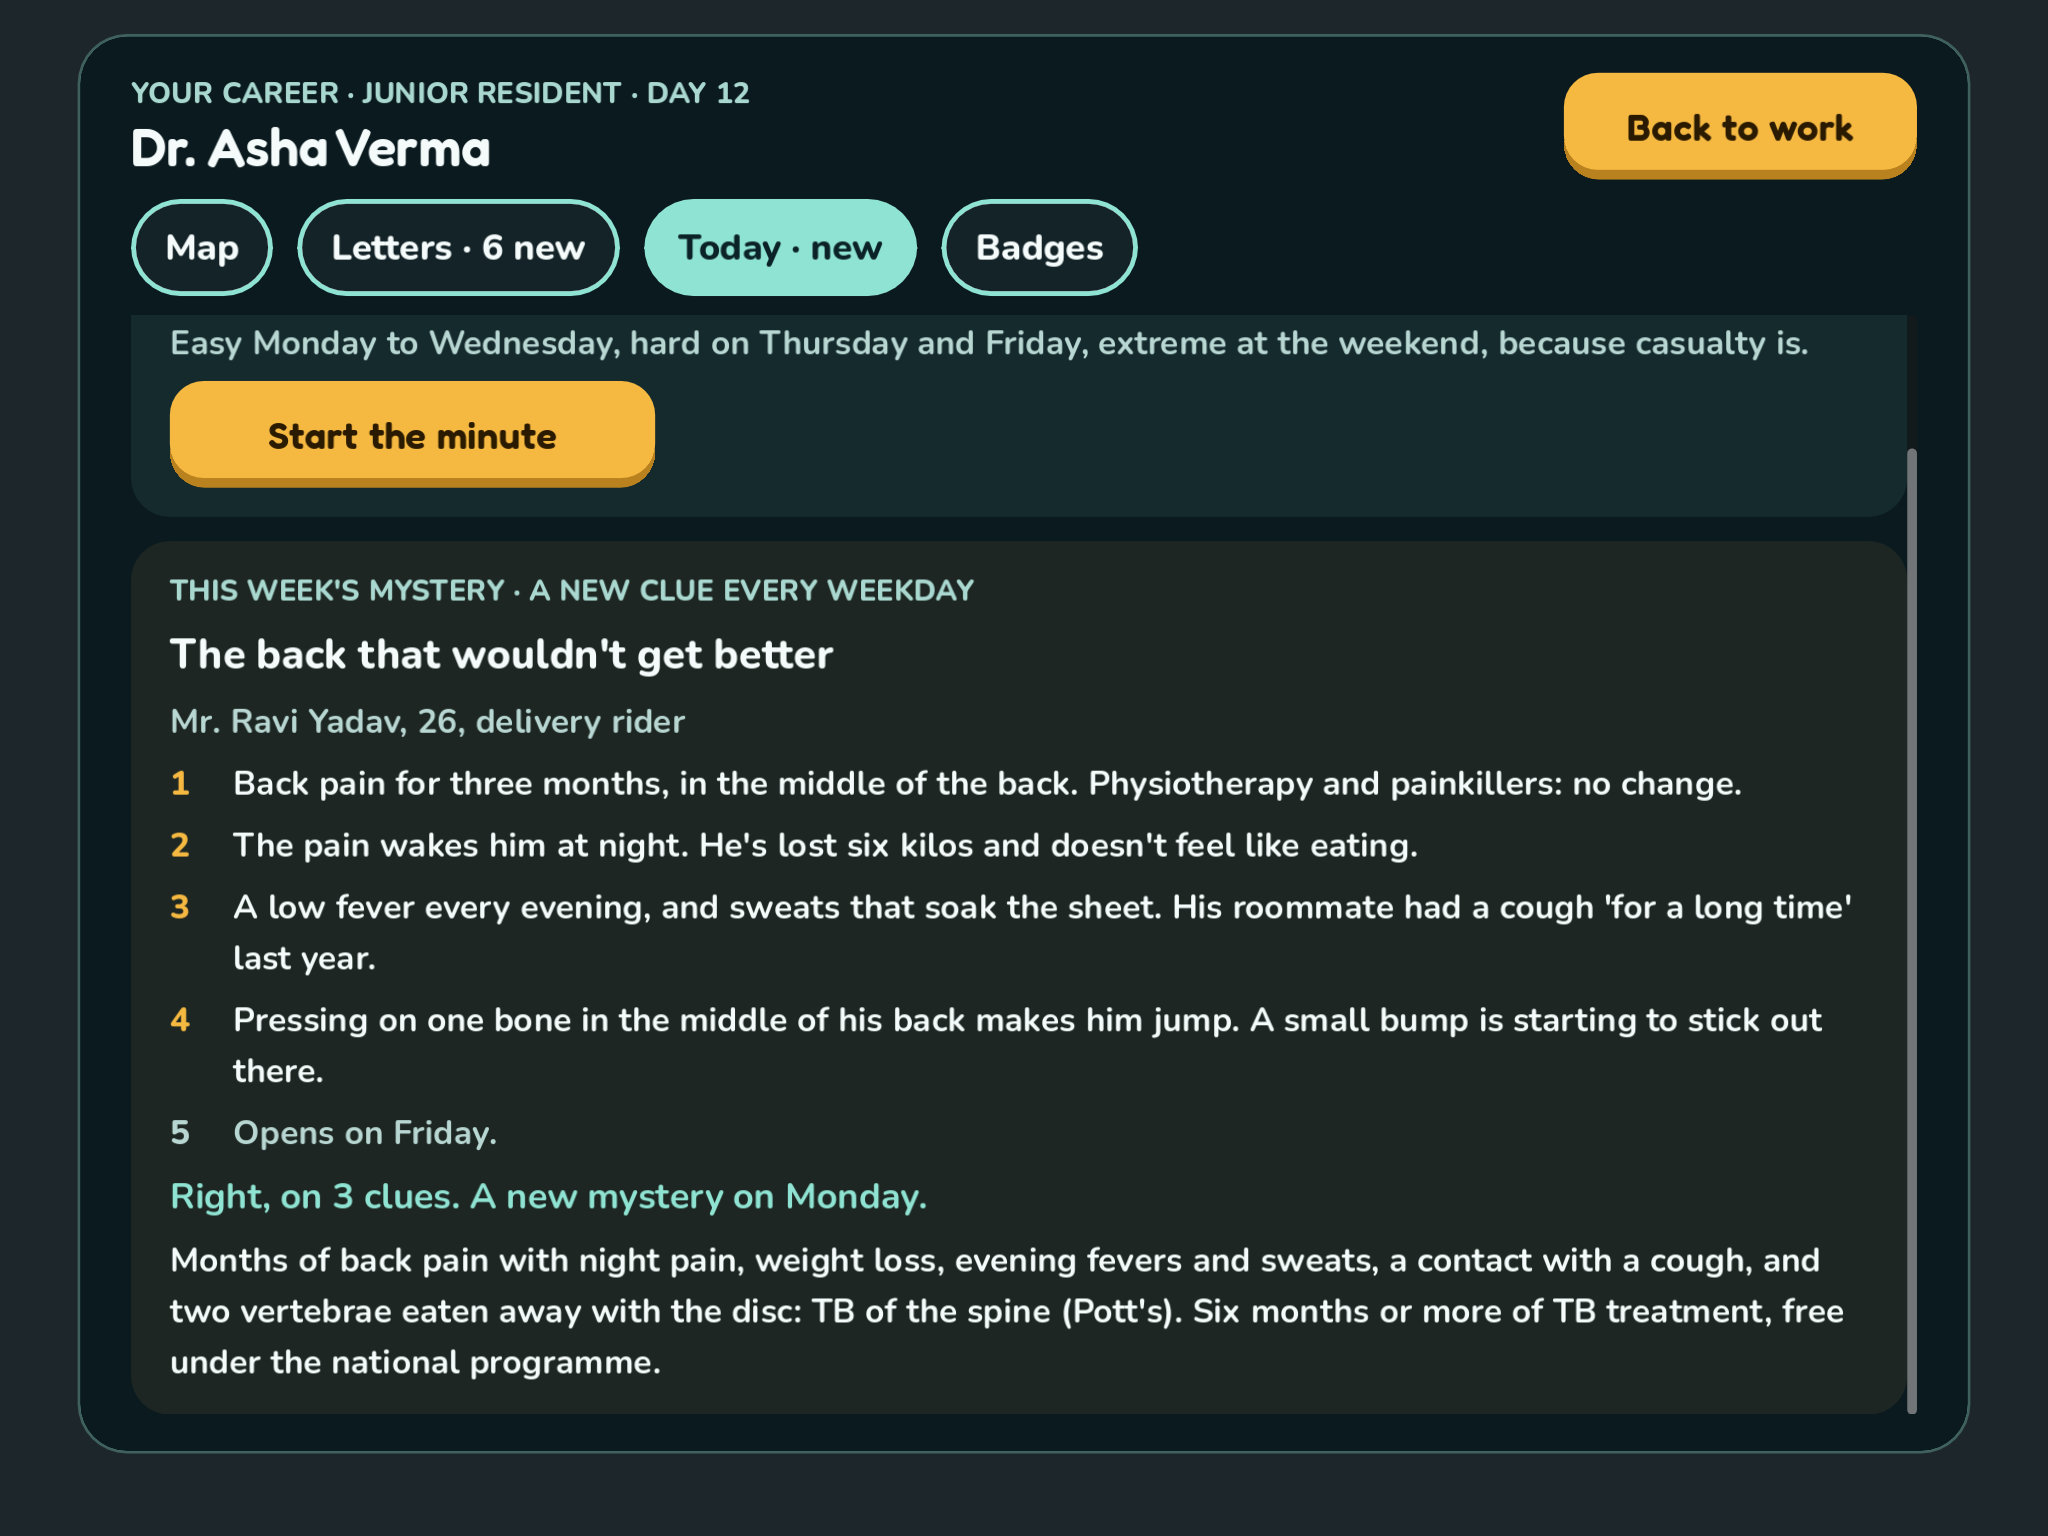 YOUR CAREER · JUNIOR RESIDENT · DAY 12
Dr. Asha Verma
Back to work
Map
Letters · 6 new
Today · new
Badges
Easy Monday to Wednesday, hard on Thursday and Friday, extreme at the weekend, because casualty is.
Start the minute
THIS WEEK'S MYSTERY · A NEW CLUE EVERY WEEKDAY
The back that wouldn't get better
Mr. Ravi Yadav, 26, delivery rider
1 Back pain for three months, in the middle of the back. Physiotherapy and painkillers: no change.
2 The pain wakes him at night. He's lost six kilos and doesn't feel like eating.
3 A low fever every evening, and sweats that soak the sheet. His roommate had a cough 'for a long time'
last year.
4 Pressing on one bone in the middle of his back makes him jump. A small bump is starting to stick out
there.
5 Opens on Friday.
Right, on 3 clues. A new mystery on Monday.
Months of back pain with night pain, weight loss, evening fevers and sweats, a contact with a cough, and
two vertebrae eaten away with the disc: TB of the spine (Pott's). Six months or more of TB treatment, free
under the national programme.